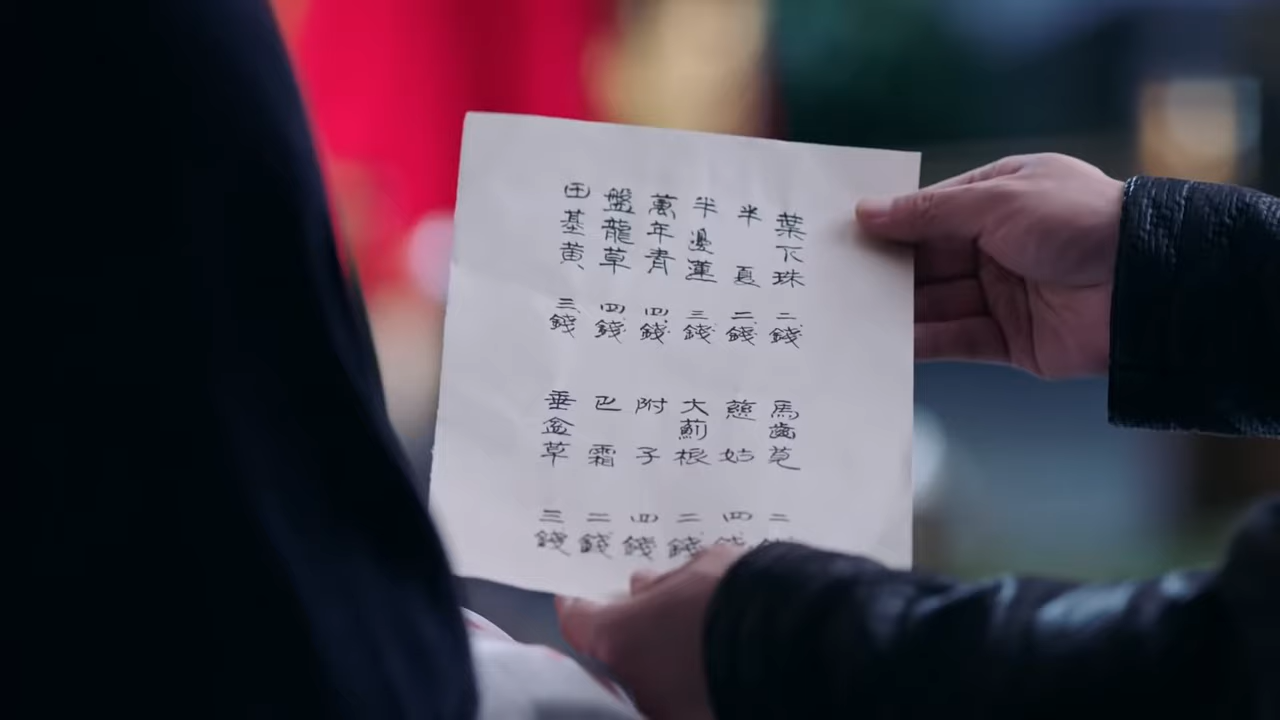 葉下珠 二錢
半夏 二錢
半邊蓮 三錢
萬年青 四錢
盤龍草 四錢
田基黄 三錢
馬齒莧 二
慈姑 四錢
大薊根 二錢
附子 四錢
巴霜 二錢
垂盆草 三錢